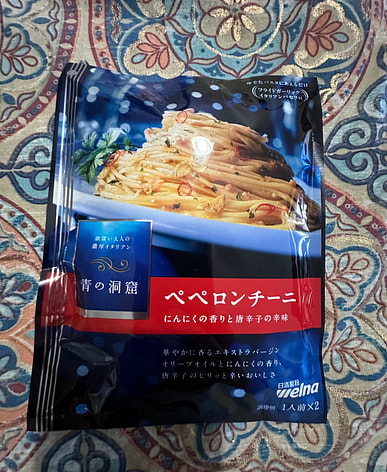 ゆでたパスタにあえるだけ
フライドガーリック
イタリアンパセリ付
欲深い大人の
濃厚イタリアン
青の洞窟
ペペロンチーニ
にんにくの香りと唐辛子の辛味
華やかに香るエキストラバージン
オリーブオイルとにんにくの香り、
唐辛子のピリッと辛いおいしさ
日清製粉
Welna
調理例 1人前×2